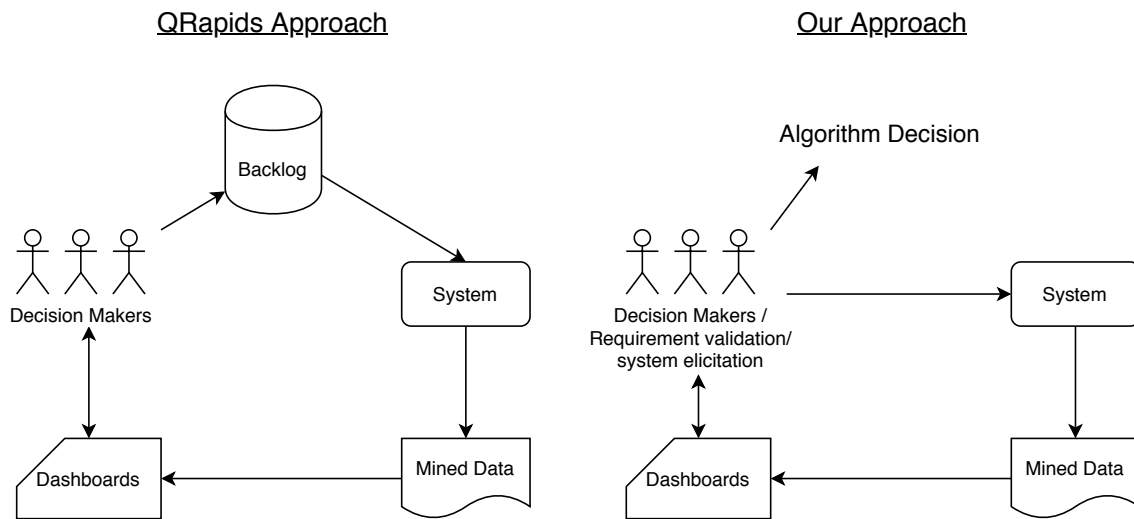 QRapids Approach
Backlog
Decision Makers
System
Dashboards
Mined Data
Our Approach
Algorithm Decision
Decision Makers /
Requirement validation/
system elicitation
System
Dashboards
Mined Data